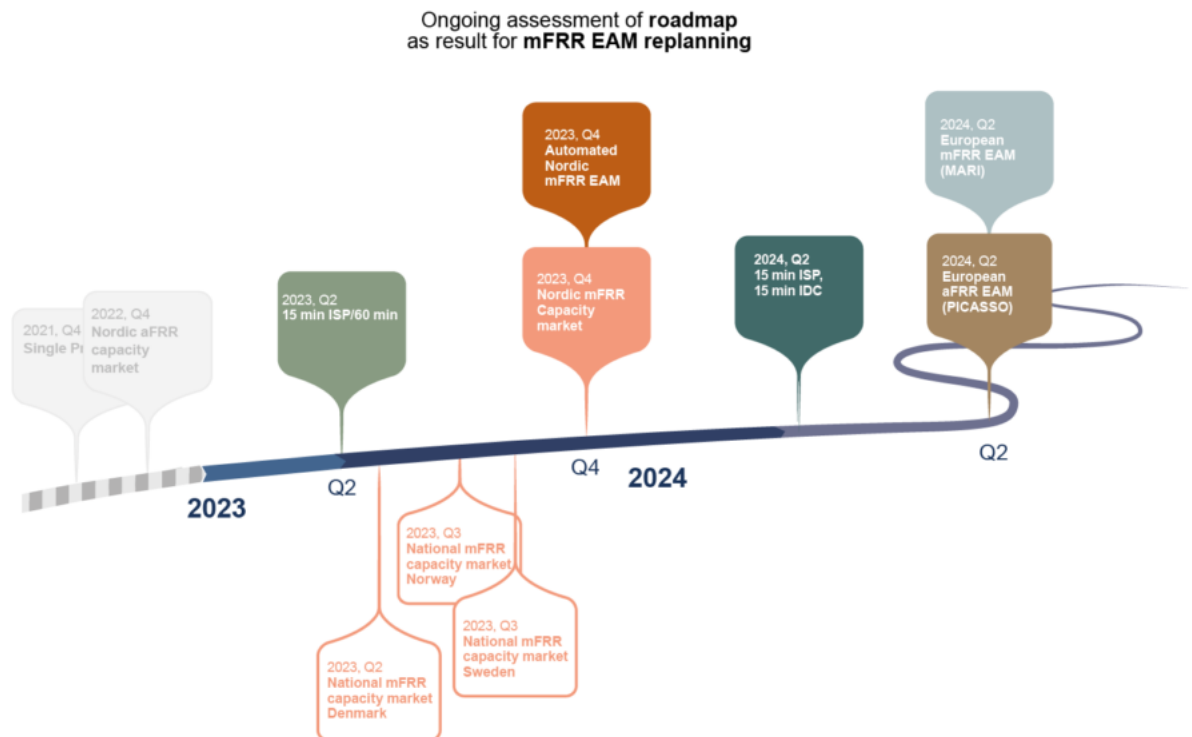 Ongoing assessment of roadmap
as result for mFRR EAM replanning
2021, Q4
Single
2022, Q4
Nordic aFRR
capacity
market
2023, Q2
15 min ISP/60 min
2023, Q4
Automated
Nordic
mFRR EAM
2023, Q4
Nordic mFRR
Capacity
market
2024, Q2
15 min ISP,
15 min IDC
2024, Q2
European
mFRR EAM
(MARI)
2024, Q2
European
aFRR EAM
(PICASSO)
2023
Q2
Q4
2024
Q2
2023, Q3
National mFRR
capacity market
Norway
2023, Q3
National mFRR
capacity market
Sweden
2023, Q2
National mFRR
capacity market
Denmark